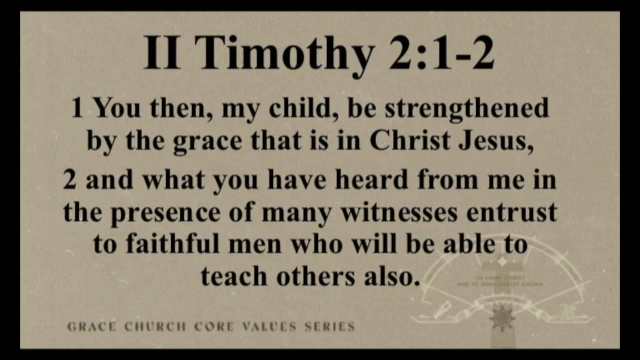 II Timothy 2:1-2
1 You then, my child, be strengthened
by the grace that is in Christ Jesus,
2 and what you have heard from me in
the presence of many witnesses entrust
to faithful men who will be able to
teach others also.
GRACE CHURCH CORE VALUES SERIES